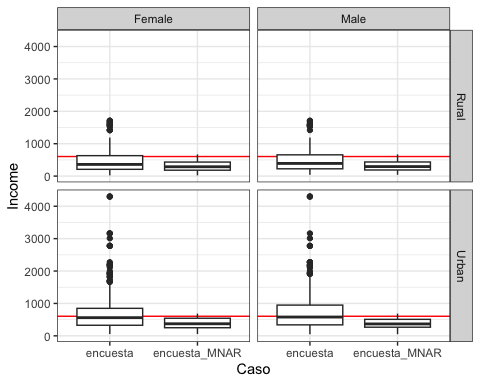 Female
Male
4000
3000
2000
1000
0
Rural
4000
3000
2000
1000
0
Urban
Income
encuesta
encuesta_MNAR
encuesta
encuesta_MNAR
Caso